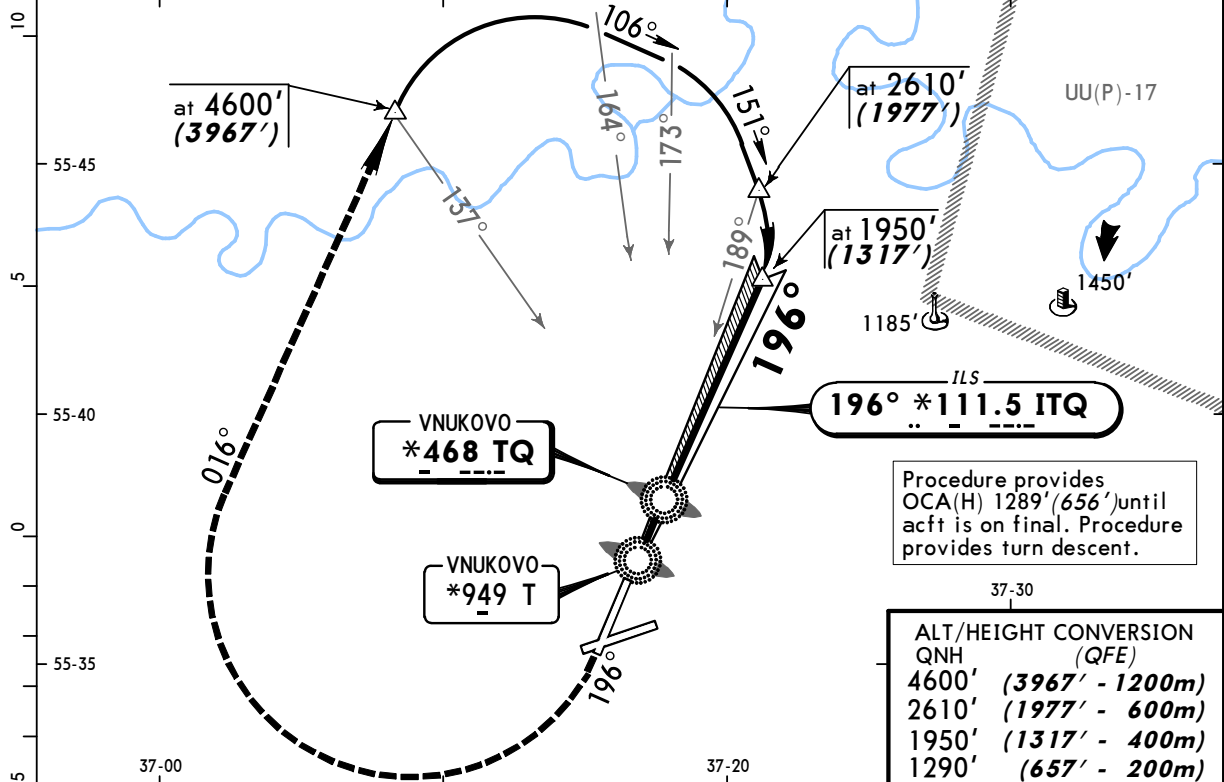 10
106°
at 4600'
(3967')
at 2610'
(1977')
UU(P)-17
164°
173°
151°
55-45
137°
189°
at 1950'
(1317')
5
1450'
1185'
196°
ILS
196° *111.5 ITQ
55-40
VNUKOVO
*468 TQ
016°
Procedure provides
OCA(H) 1289'(656')until
acft is on final. Procedure
provides turn descent.
0
VNUKOVO
*949 T
37-30
ALT/HEIGHT CONVERSION
QNH (QFE)
4600' (3967' - 1200m)
2610' (1977' - 600m)
1950' (1317' - 400m)
1290' (657' - 200m)
55-35
196°
5
37-00
37-20